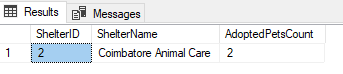 Results Messages
ShelterID ShelterName AdoptedPetsCount
1 2 Coimbatore Animal Care 2